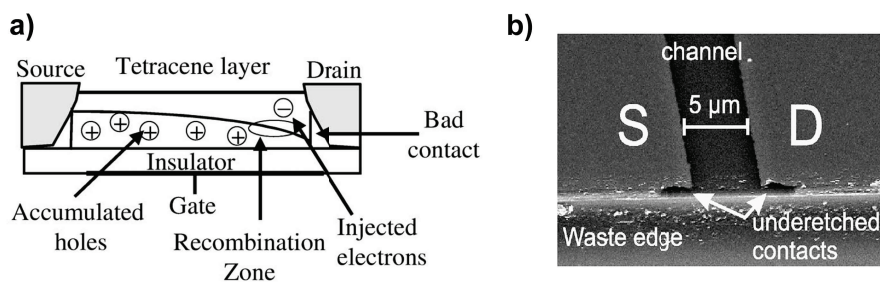 a)
Source
Tetracene layer
Drain
Bad
contact
Insulator
Gate
Accumulated
holes
Recombination
Zone
Injected
electrons
b)
channel
5 µm
S
D
Waste edge
underetched
contacts